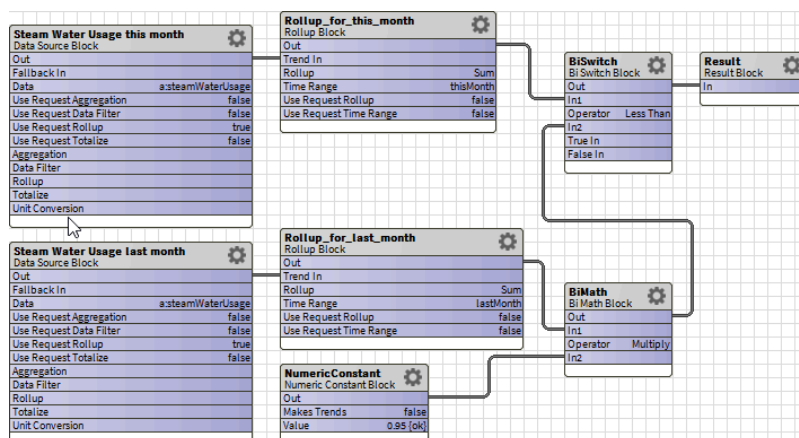 Steam Water Usage this month
Data Source Block
Out
Fallback In
Data a:steamWaterUsage
Use Request Aggregation false
Use Request Data Filter false
Use Request Rollup true
Use Request Totalize false
Aggregation
Data Filter
Rollup
Totalize
Unit Conversion
Rollup_for_this_month
Rollup Block
Out
Trend In
Rollup Sum
Time Range thisMonth
Use Request Rollup false
Use Request Time Range false
BiSwitch
Bi Switch Block
Out
In1
Operator Less Than
In2
True In
False In
Result
Result Block
In
Steam Water Usage last month
Data Source Block
Out
Fallback In
Data a:steamWaterUsage
Use Request Aggregation false
Use Request Data Filter false
Use Request Rollup true
Use Request Totalize false
Aggregation
Data Filter
Rollup
Totalize
Unit Conversion
Rollup_for_last_month
Rollup Block
Out
Trend In
Rollup Sum
Time Range lastMonth
Use Request Rollup false
Use Request Time Range false
NumericConstant
Numeric Constant Block
Out
Makes Trends false
Value 0.95 {ok}
BiMath
Bi Math Block
Out
In1
Operator Multiply
In2